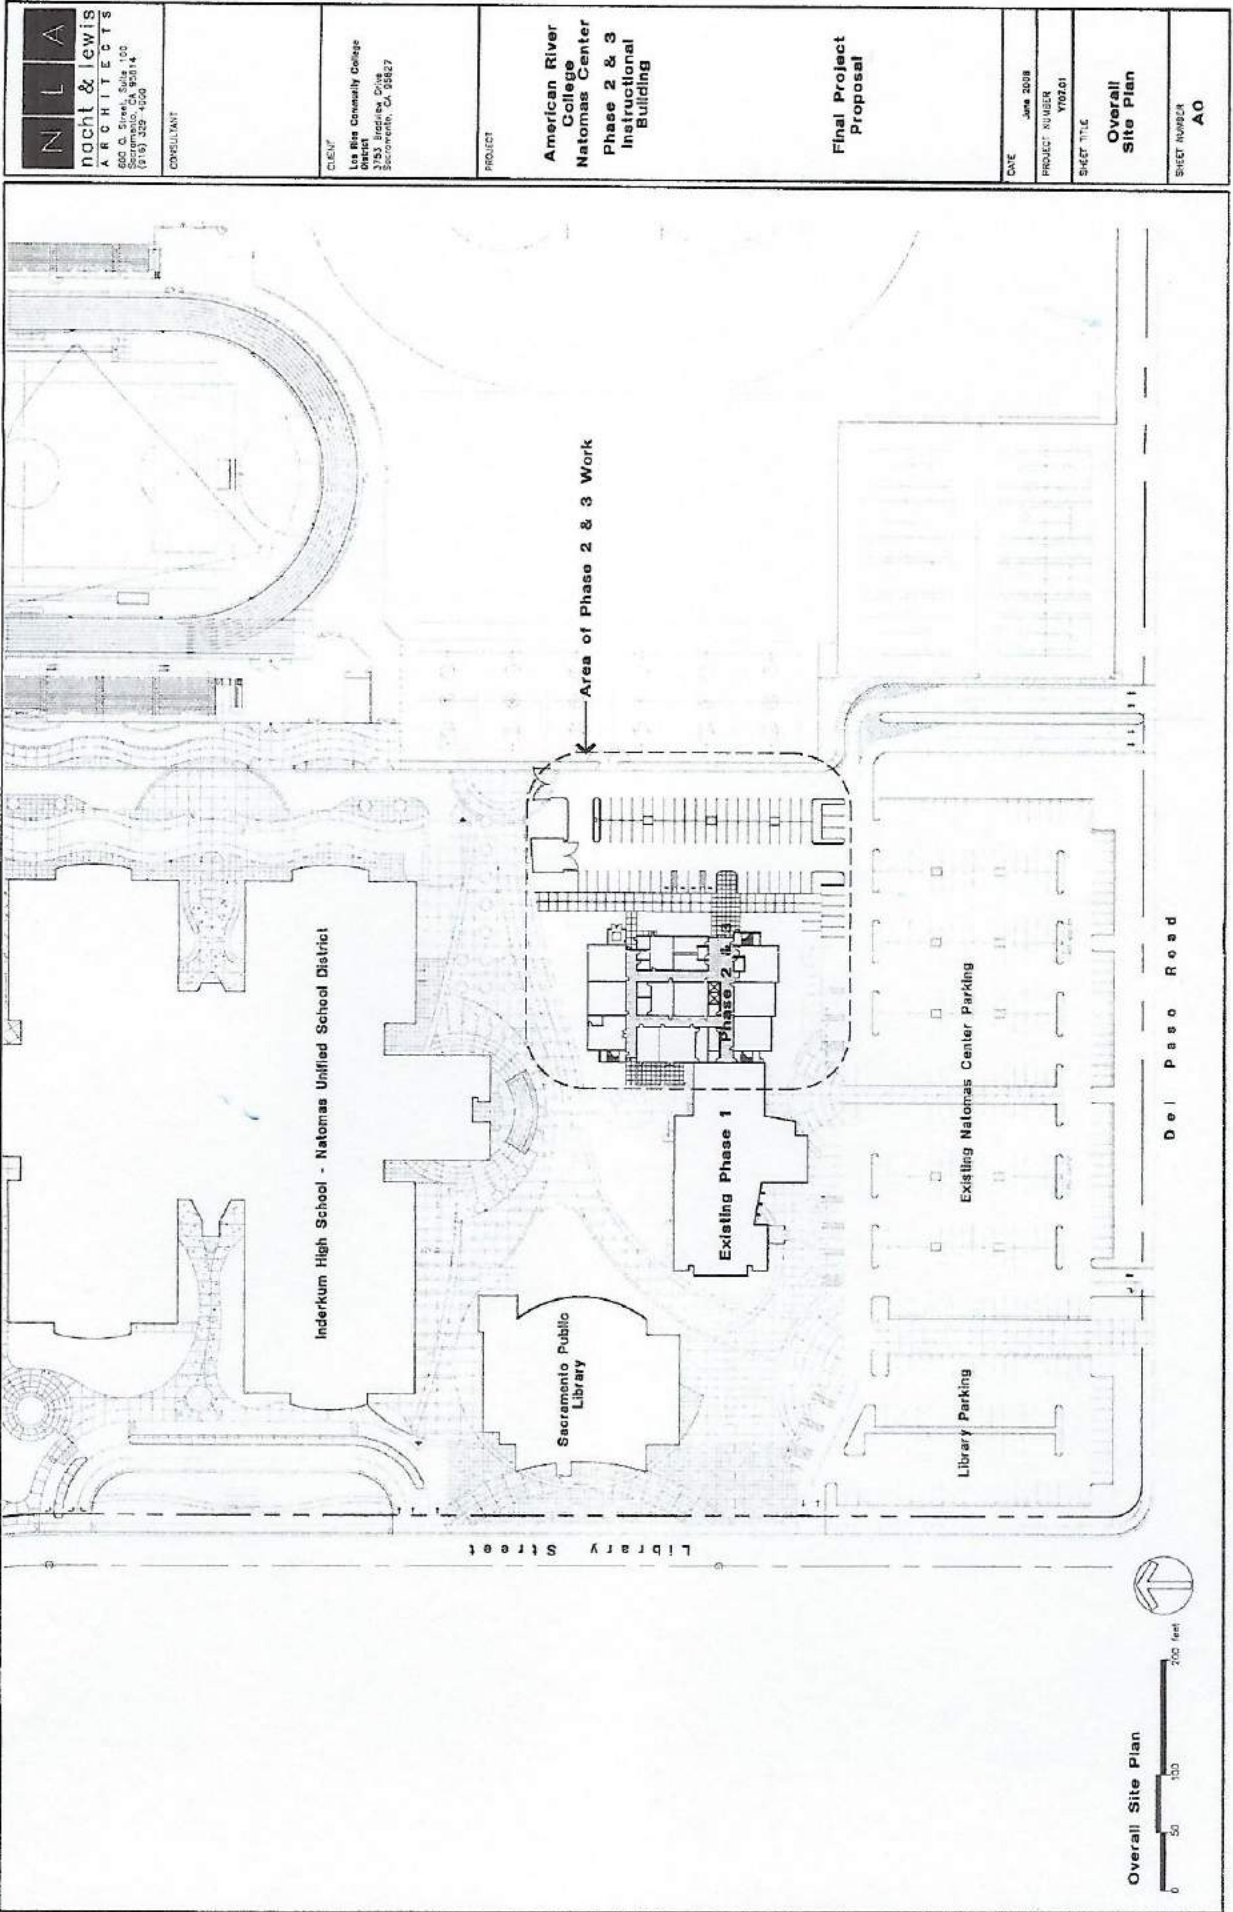 N L A
nacht & lewis
ARCHITECTS
600 Q Street, Suite 100
Sacramento, CA 95814
(916) 329-4000
CONSULTANT
CLIENT
Los Rios Community College
District
3753 Bradview Drive
Sacramento, CA 95827
PROJECT
American River
College
Natomas Center
Phase 2 & 3
Instructional
Building
Final Project
Proposal
DATE
June 2008
PROJECT NUMBER
Y707.01
SHEET TITLE
Overall
Site Plan
SHEET NUMBER
A0
Area of Phase 2 & 3 Work
Inderkum High School - Natomas Unified School District
Phase 2 & 3
Existing Phase 1
Existing Natomas Center Parking
Del Paso Road
Sacramento Public
Library
Library Parking
Library Street
Overall Site Plan
0 50 100 200 feet